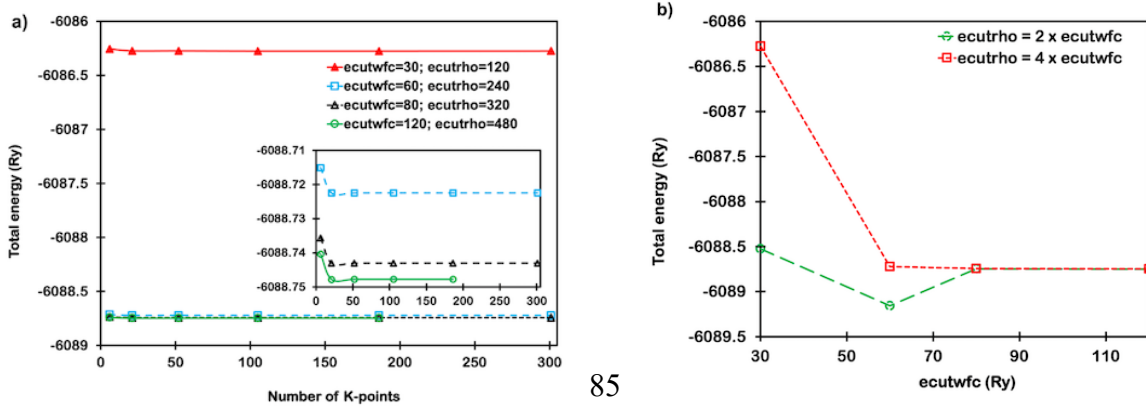 a)
-6086
-6086.5
-6087
-6087.5
-6088
-6088.5
-6089
Total energy (Ry)
0 50 100 150 200 250 300
Number of K-points
ecutwfc=30; ecutrho=120
ecutwfc=60; ecutrho=240
ecutwfc=80; ecutrho=320
ecutwfc=120; ecutrho=480
-6088.71
-6088.72
-6088.73
-6088.74
-6088.75
0 50 100 150 200 250 300
85
b)
-6086
-6086.5
-6087
-6087.5
-6088
-6088.5
-6089
-6089.5
Total energy (Ry)
30 50 70 90 110
ecutwfc (Ry)
ecutrho = 2 x ecutwfc
ecutrho = 4 x ecutwfc